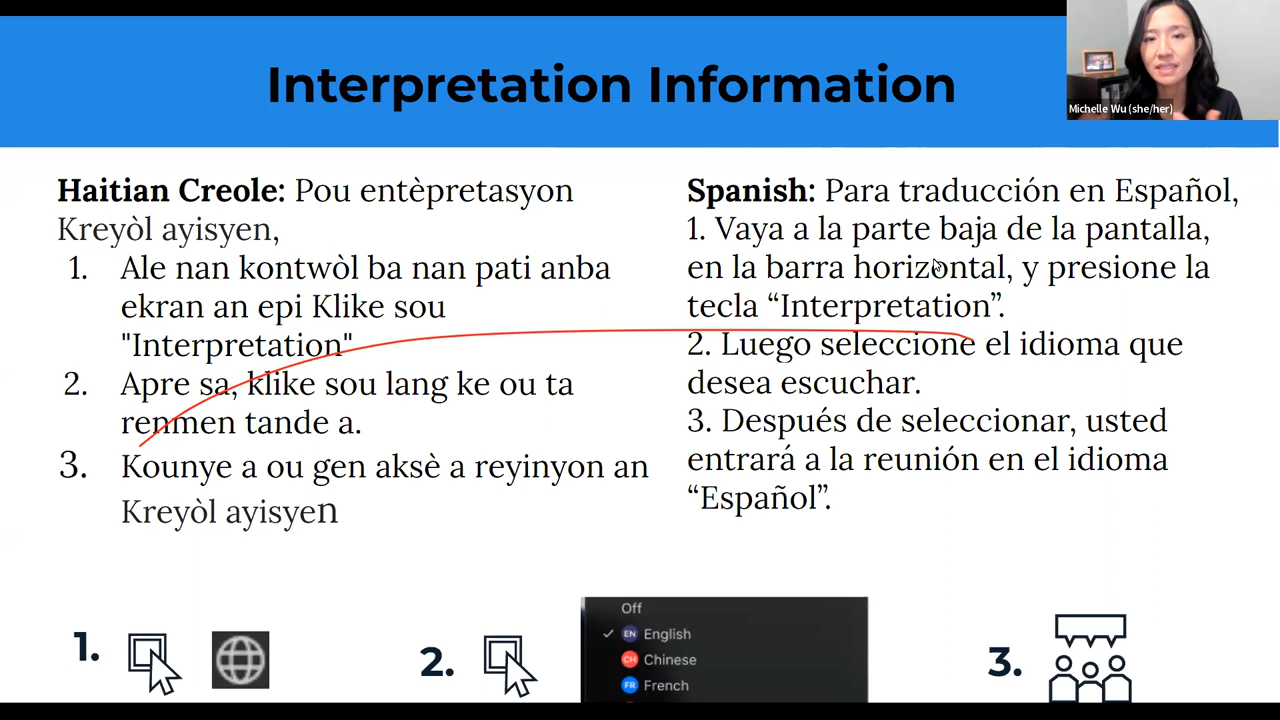 Interpretation Information
Michelle Wu (she/her)
Haitian Creole: Pou entèpretasyon
Kreyòl ayisyen,
1. Ale nan kontwòl ba nan pati anba
ekran an epi Klike sou
"Interpretation"
2. Apre sa, klike sou lang ke ou ta
renmen tande a.
3. Kounye a ou gen aksè a reyinyon an
Kreyòl ayisyen
Spanish: Para traducción en Español,
1. Vaya a la parte baja de la pantalla,
en la barra horizontal, y presione la
tecla “Interpretation”.
2. Luego seleccione el idioma que
desea escuchar.
3. Después de seleccionar, usted
entrará a la reunión en el idioma
“Español”.
1.
2.
Off
EN English
CH Chinese
FR French
3.